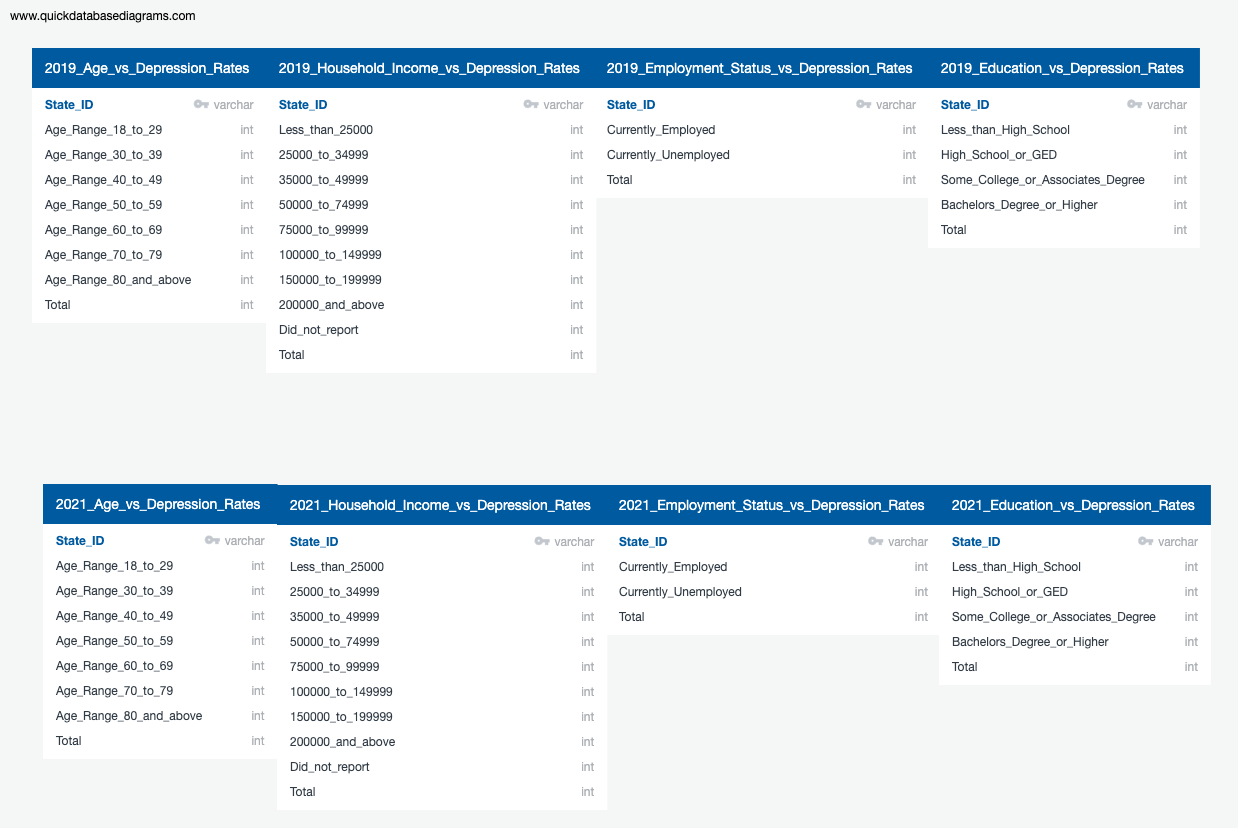 www.quickdatabasediagrams.com
2019_Age_vs_Depression_Rates
State_ID varchar
Age_Range_18_to_29 int
Age_Range_30_to_39 int
Age_Range_40_to_49 int
Age_Range_50_to_59 int
Age_Range_60_to_69 int
Age_Range_70_to_79 int
Age_Range_80_and_above int
Total int
2019_Household_Income_vs_Depression_Rates
State_ID varchar
Less_than_25000 int
25000_to_34999 int
35000_to_49999 int
50000_to_74999 int
75000_to_99999 int
100000_to_149999 int
150000_to_199999 int
200000_and_above int
Did_not_report int
Total int
2019_Employment_Status_vs_Depression_Rates
State_ID varchar
Currently_Employed int
Currently_Unemployed int
Total int
2019_Education_vs_Depression_Rates
State_ID varchar
Less_than_High_School int
High_School_or_GED int
Some_College_or_Associates_Degree int
Bachelors_Degree_or_Higher int
Total int
2021_Age_vs_Depression_Rates
State_ID varchar
Age_Range_18_to_29 int
Age_Range_30_to_39 int
Age_Range_40_to_49 int
Age_Range_50_to_59 int
Age_Range_60_to_69 int
Age_Range_70_to_79 int
Age_Range_80_and_above int
Total int
2021_Household_Income_vs_Depression_Rates
State_ID varchar
Less_than_25000 int
25000_to_34999 int
35000_to_49999 int
50000_to_74999 int
75000_to_99999 int
100000_to_149999 int
150000_to_199999 int
200000_and_above int
Did_not_report int
Total int
2021_Employment_Status_vs_Depression_Rates
State_ID varchar
Currently_Employed int
Currently_Unemployed int
Total int
2021_Education_vs_Depression_Rates
State_ID varchar
Less_than_High_School int
High_School_or_GED int
Some_College_or_Associates_Degree int
Bachelors_Degree_or_Higher int
Total int